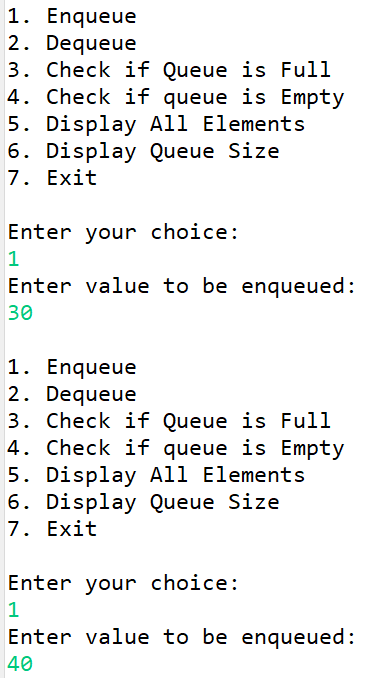 1. Enqueue
2. Dequeue
3. Check if Queue is Full
4. Check if queue is Empty
5. Display All Elements
6. Display Queue Size
7. Exit
Enter your choice:
1
Enter value to be enqueued:
30
1. Enqueue
2. Dequeue
3. Check if Queue is Full
4. Check if queue is Empty
5. Display All Elements
6. Display Queue Size
7. Exit
Enter your choice:
1
Enter value to be enqueued:
40